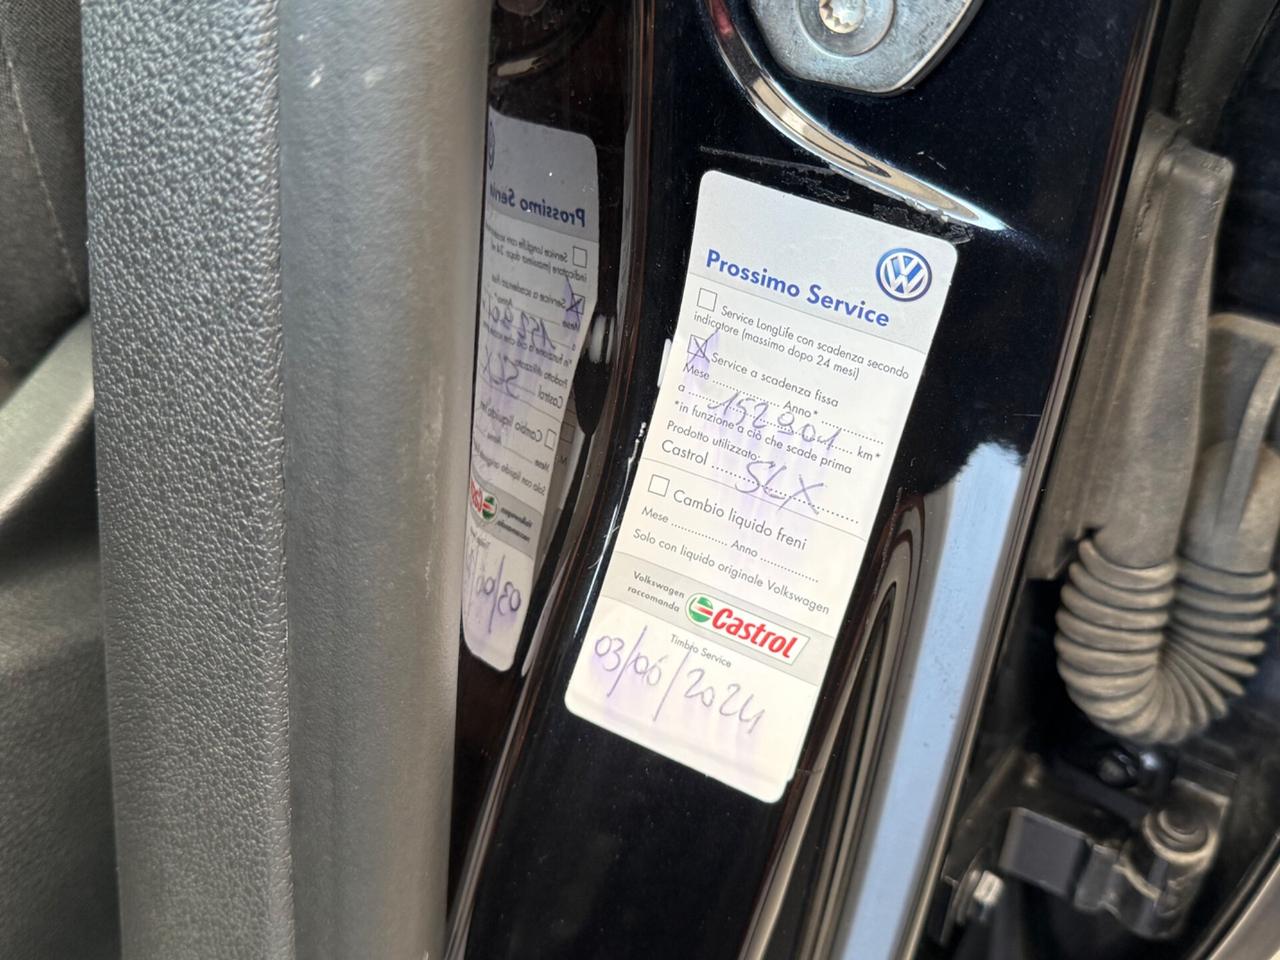 Prossimo Service
Service LongLife con scadenza secondo
indicatore (massimo dopo 24 mesi)
Service a scadenza fissa
Mese .................. Anno* ..................
a ..... 152901 ..... km*
*in funzione a ciò che scade prima
Prodotto utilizzato:
Castrol ..... SLX .....
Cambio liquido freni
Mese .............. Anno ..............
Solo con liquido originale Volkswagen
Volkswagen
raccomanda
Castrol
Timbro Service
03/06/2024